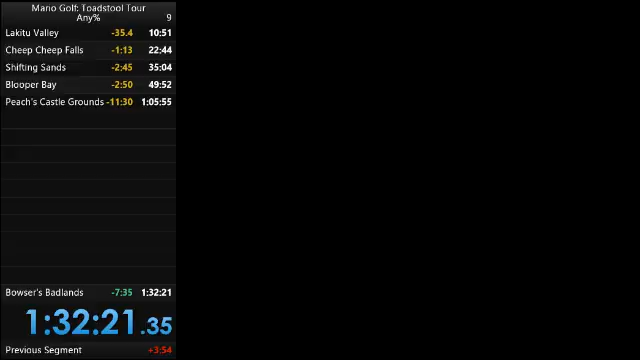 Mano Golf: Toadstool Tour
Any% 9
Lakitu Valley -35.4 10:51
Cheep Cheep Falls -1:13 22:44
Shifting Sands -2:45 35:04
Blooper Bay -2:50 49:52
Peach's Castle Grounds -11:30 1:05:55
Bowser's Badlands -7:35 1:32:21
1:32:21.35
Previous Segment +3:54